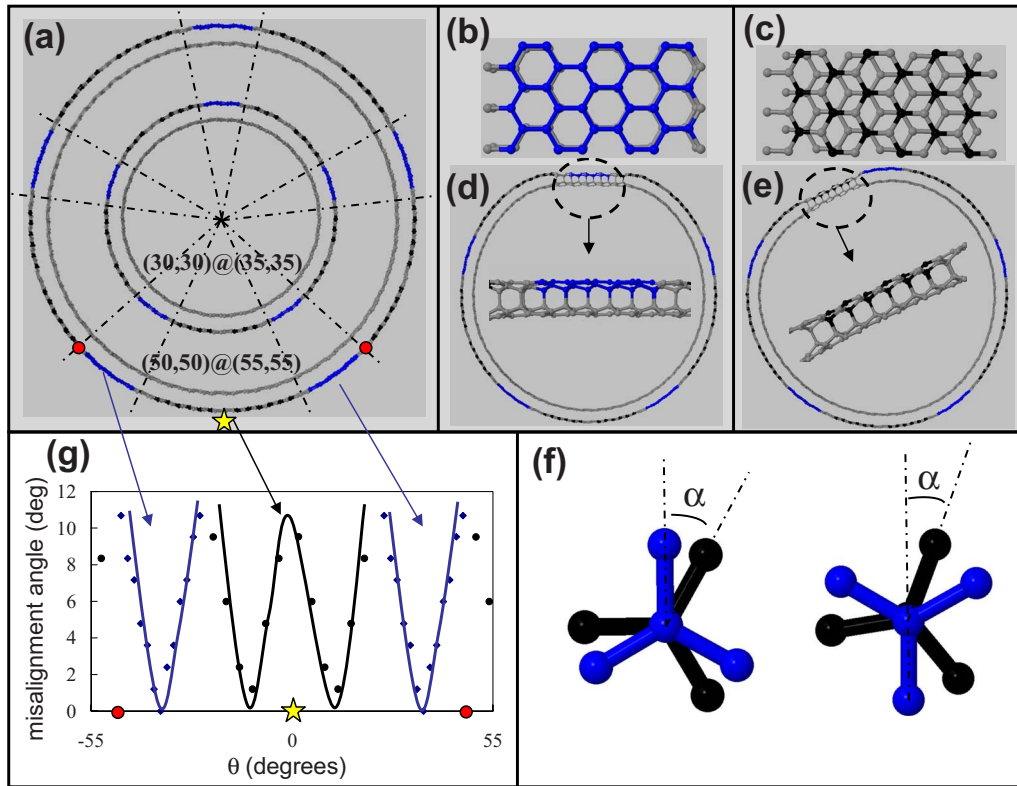 (a)
(30,30)@(35,35)
(50,50)@(55,55)
(b)
(c)
(d)
(e)
(g)
misalignment angle (deg)
12
10
8
6
4
2
0
-55
0
55
θ (degrees)
(f)
α
α